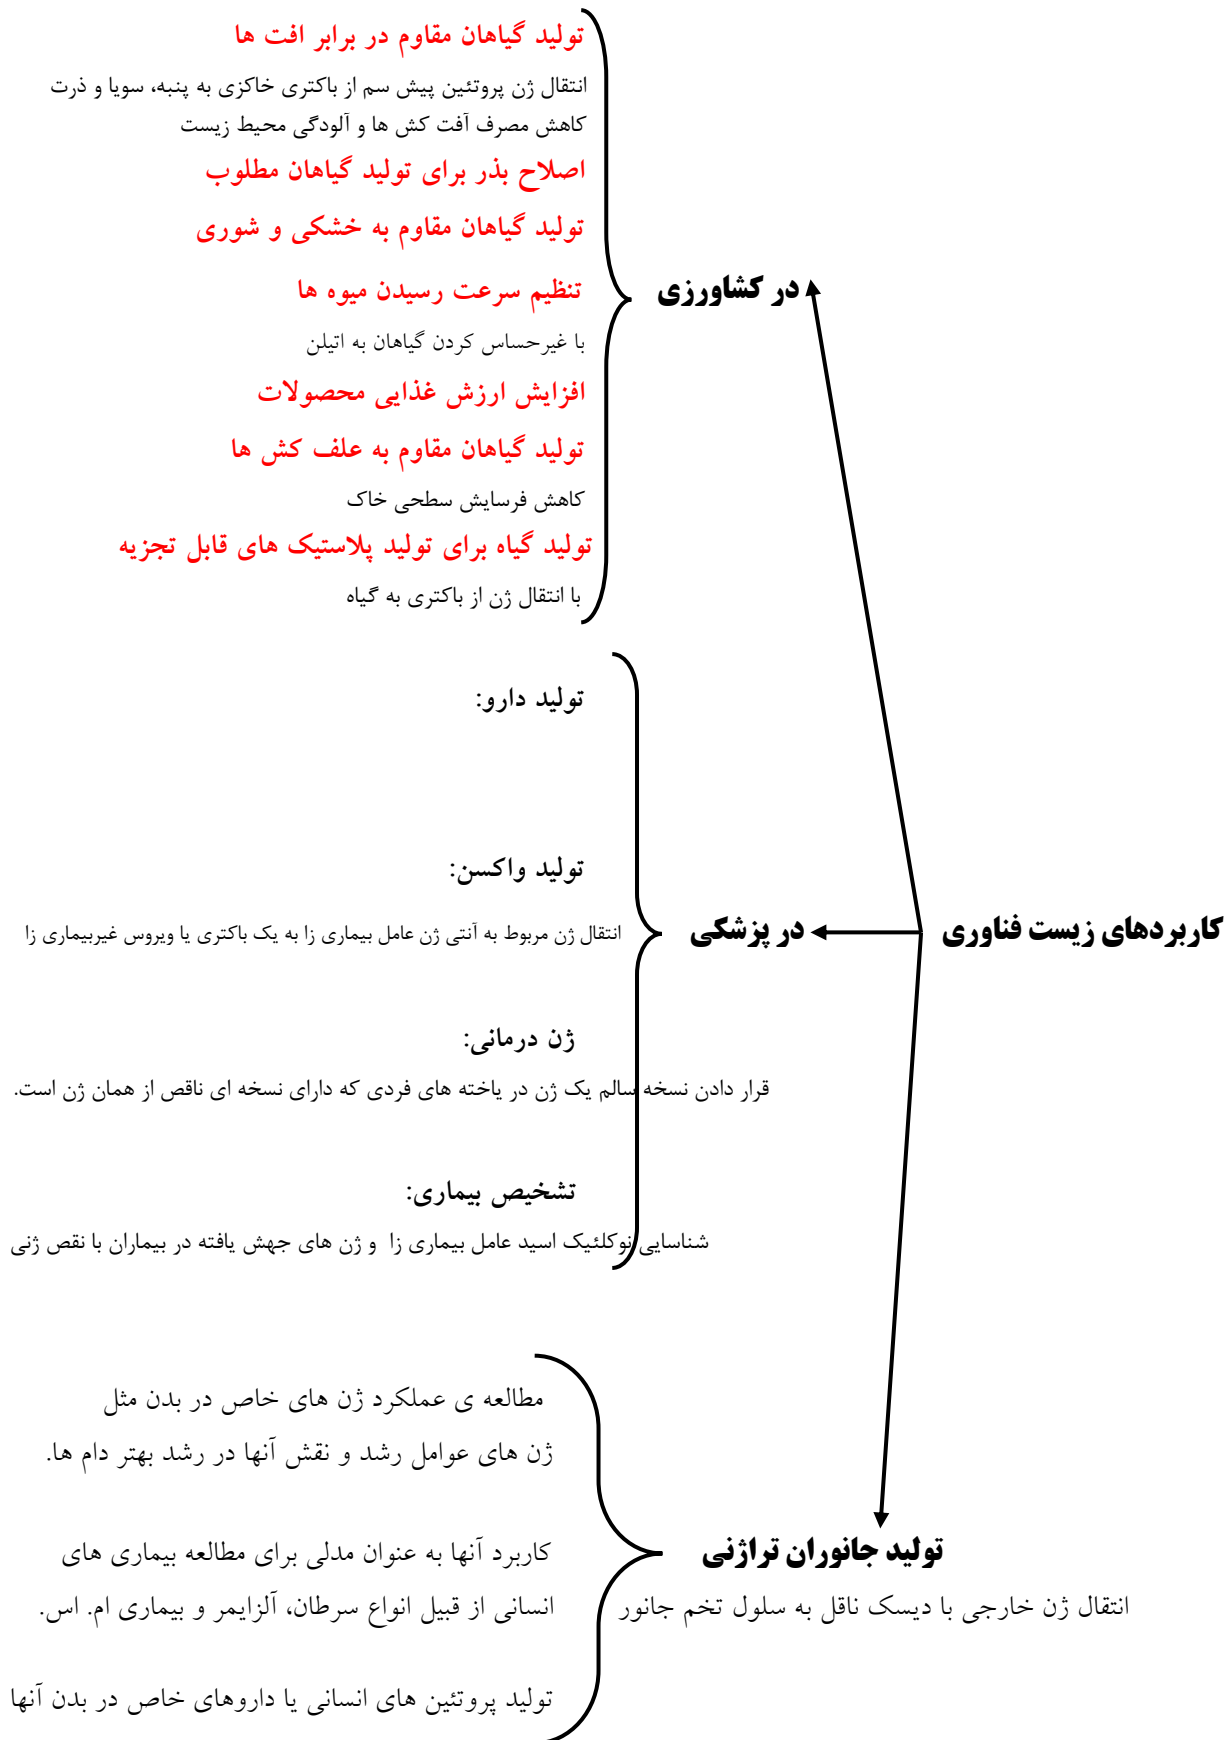 تولید گیاهان مقاوم در برابر افت ها
انتقال ژن پروتئین پیش سم از باکتری خاکزی به پنبه، سویا و ذرت
کاهش مصرف آفت کش ها و آلودگی محیط زیست
اصلاح بذر برای تولید گیاهان مطلوب
تولید گیاهان مقاوم به خشکی و شوری
در کشاورزی
تنظیم سرعت رسیدن میوه ها
با غیرحساس کردن گیاهان به اتیلن
افزایش ارزش غذایی محصولات
تولید گیاهان مقاوم به علف کش ها
کاهش فرسایش سطحی خاک
تولید گیاه برای تولید پلاستیک های قابل تجزیه
با انتقال ژن از باکتری به گیاه
تولید دارو:
تولید واکسن:
کاربردهای زیست فناوری
در پزشکی
انتقال ژن مربوط به آنتی ژن عامل بیماری زا به یک باکتری یا ویروس غیربیماری زا
ژن درمانی:
قرار دادن نسخه سالم یک ژن در یاخته های فردی که دارای نسخه ای ناقص از همان ژن است.
تشخیص بیماری:
شناسایی نوکلئیک اسید عامل بیماری زا و ژن های جهش یافته در بیماران با نقص ژنی
مطالعه ی عملکرد ژن های خاص در بدن مثل
ژن های عوامل رشد و نقش آنها در رشد بهتر دام ها.
تولید جانوران تراژنی
انتقال ژن خارجی با دیسک ناقل به سلول تخم جانور
کاربرد آنها به عنوان مدلی برای مطالعه بیماری های
انسانی از قبیل انواع سرطان، آلزایمر و بیماری ام. اس.
تولید پروتئین های انسانی یا داروهای خاص در بدن آنها